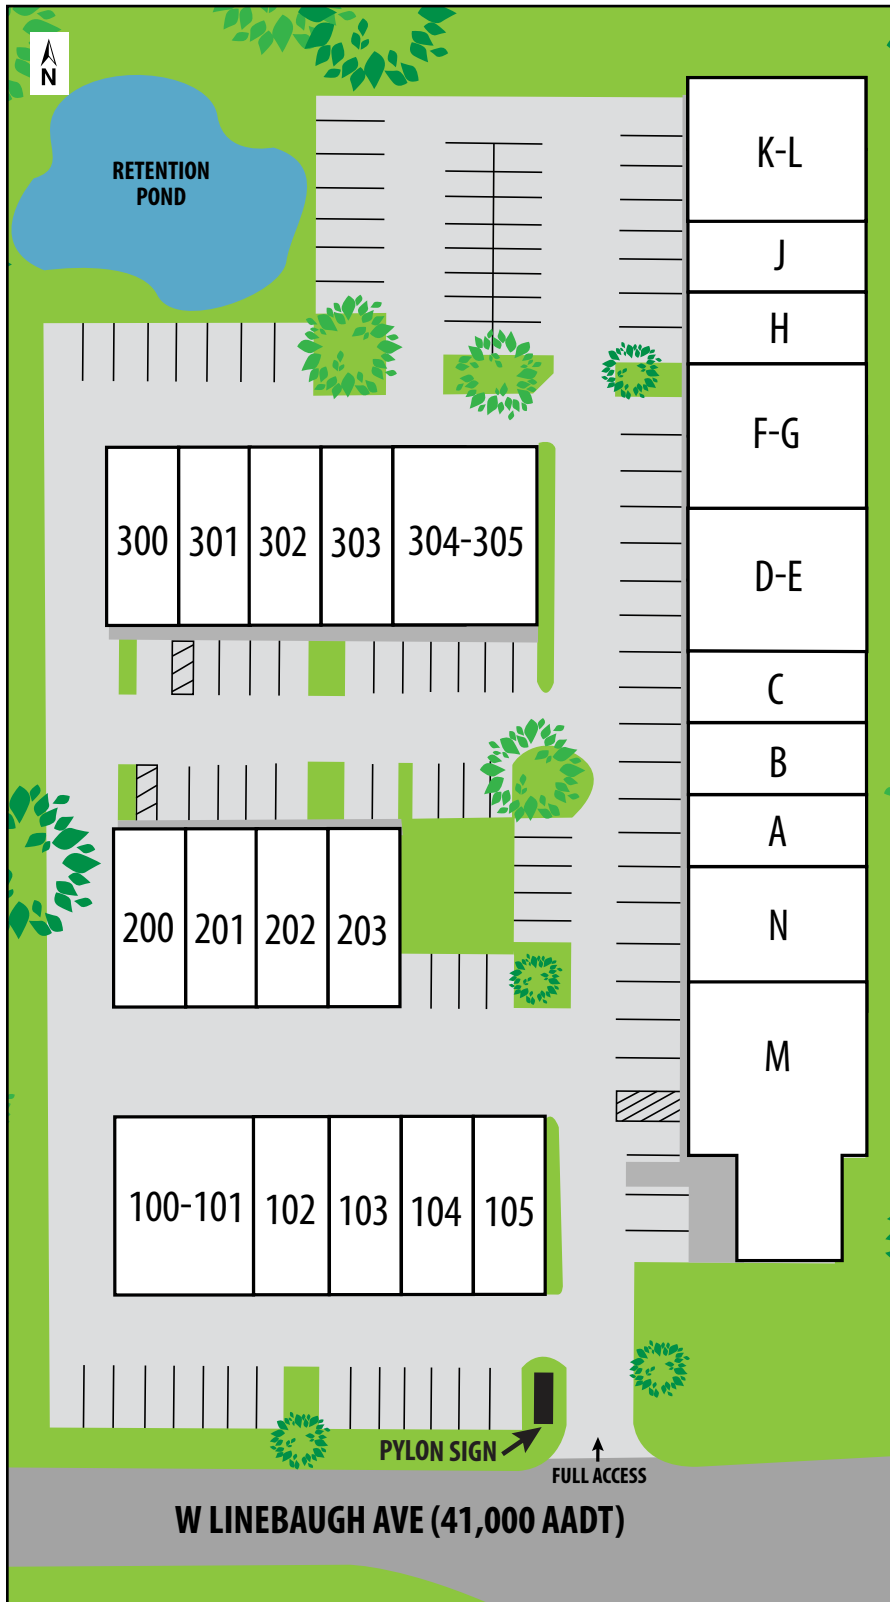 N
RETENTION
POND
K-L
J
H
F-G
D-E
C
B
A
N
M
300
301
302
303
304-305
200
201
202
203
100-101
102
103
104
105
PYLON SIGN
FULL ACCESS
W LINEBAUGH AVE (41,000 AADT)